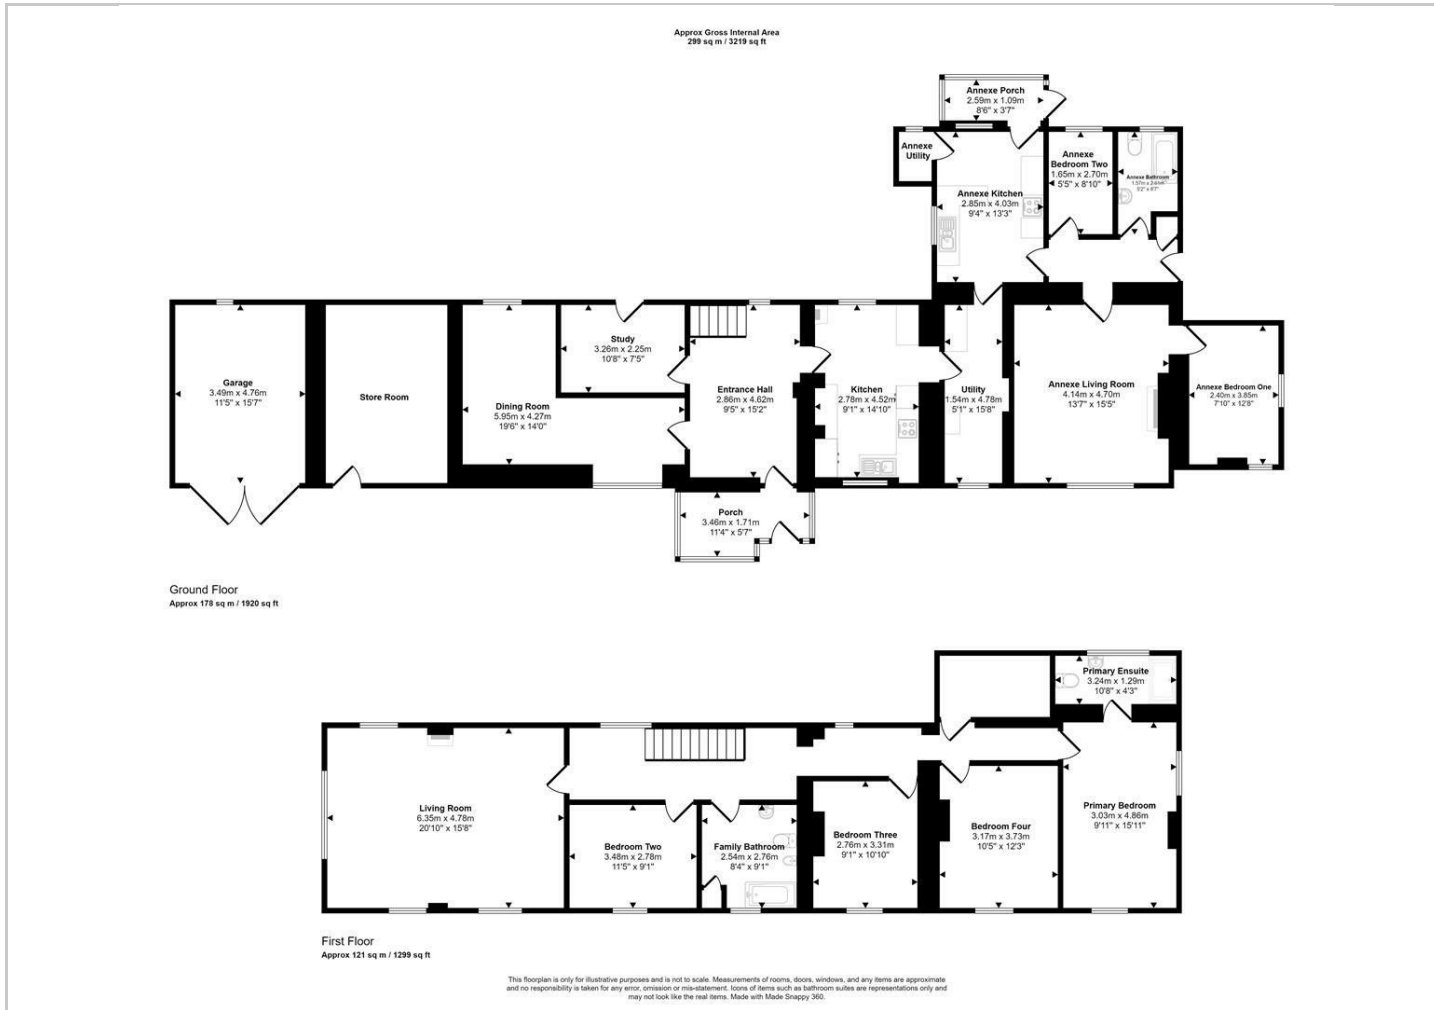 Approx Gross Internal Area
299 sq m / 3219 sq ft
Annexe Porch
2.59m x 1.09m
8'6" x 3'7"
Annexe
Utility
Annexe
Bedroom Two
1.65m x 2.70m
5'5" x 8'10"
Annexe Bathroom
1.57m x 2.61m
5'2" x 8'7"
Annexe Kitchen
2.85m x 4.03m
9'4" x 13'3"
Garage
3.49m x 4.76m
11'5" x 15'7"
Store Room
Dining Room
5.95m x 4.27m
19'6" x 14'0"
Study
3.26m x 2.25m
10'8" x 7'5"
Entrance Hall
2.86m x 4.62m
9'5" x 15'2"
Kitchen
2.78m x 4.52m
9'1" x 14'10"
Utility
1.54m x 4.78m
5'1" x 15'8"
Annexe Living Room
4.14m x 4.70m
13'7" x 15'5"
Annexe Bedroom One
2.40m x 3.85m
7'10" x 12'8"
Porch
3.46m x 1.71m
11'4" x 5'7"
Ground Floor
Approx 178 sq m / 1920 sq ft
Primary Ensuite
3.24m x 1.29m
10'8" x 4'3"
Living Room
6.35m x 4.78m
20'10" x 15'8"
Bedroom Two
3.48m x 2.78m
11'5" x 9'1"
Family Bathroom
2.54m x 2.76m
8'4" x 9'1"
Bedroom Three
2.76m x 3.31m
9'1" x 10'10"
Bedroom Four
3.17m x 3.73m
10'5" x 12'3"
Primary Bedroom
3.03m x 4.86m
9'11" x 15'11"
First Floor
Approx 121 sq m / 1299 sq ft
This floorplan is only for illustrative purposes and is not to scale. Measurements of rooms, doors, windows, and any items are approximate
and no responsibility is taken for any error, omission or mis-statement. Icons of items such as bathroom suites are representations only and
may not look like the real items. Made with Made Snappy 360.